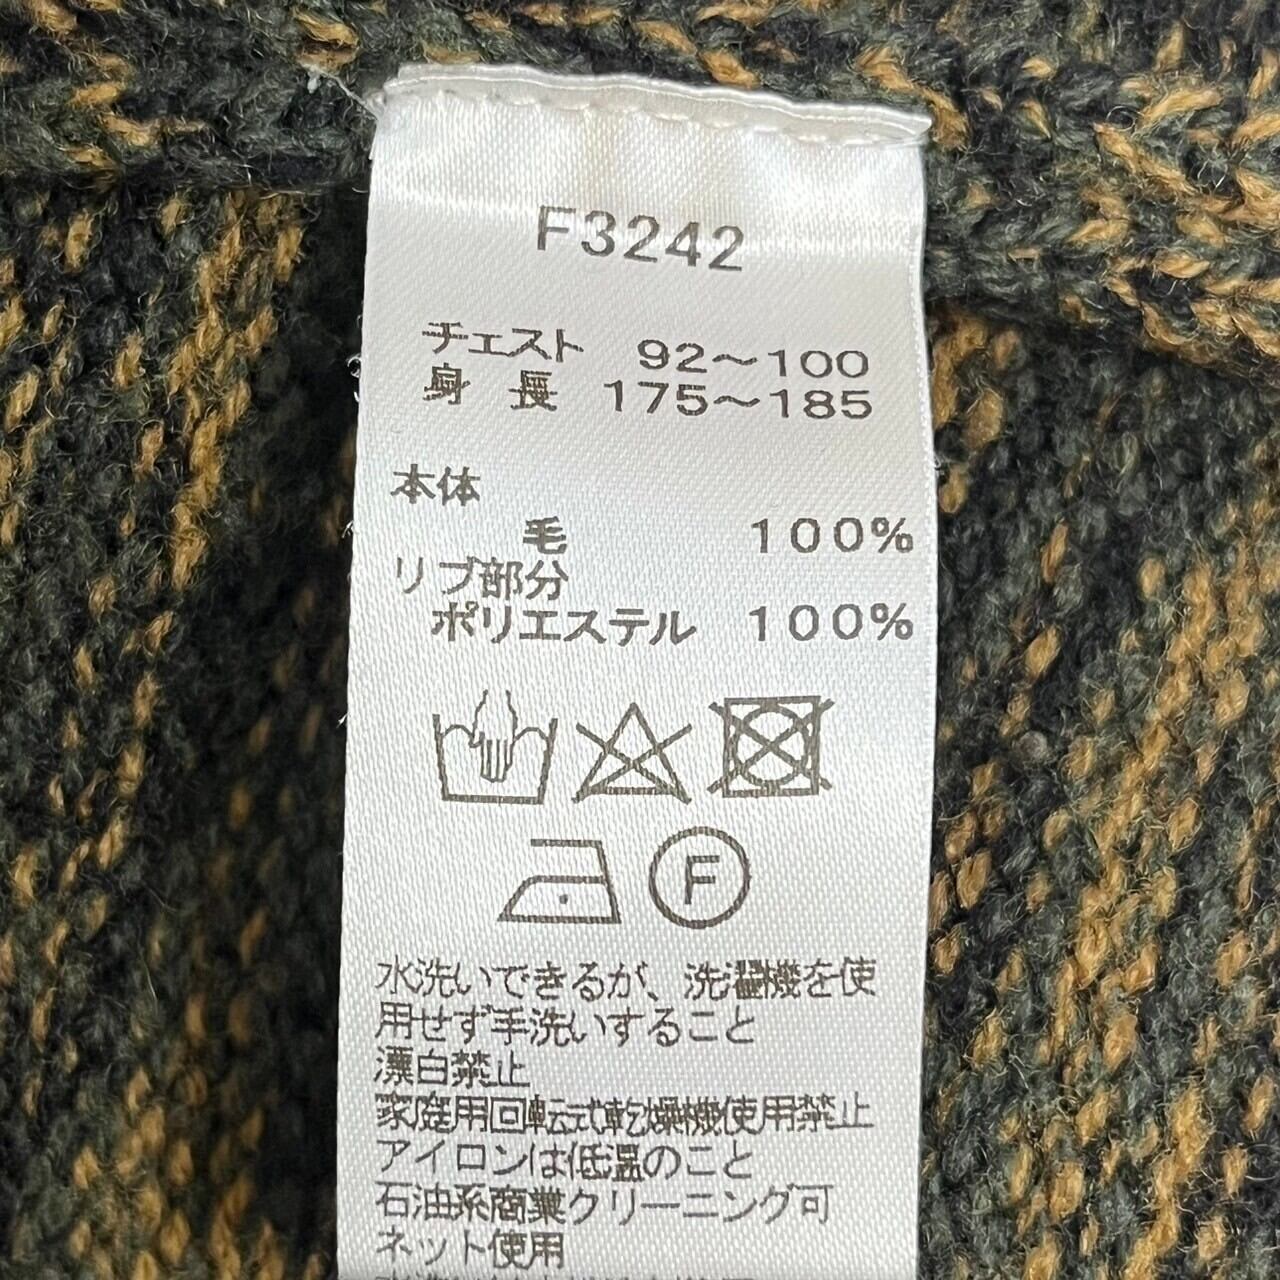 F3242
チェスト 92〜100
身長 175〜185
本体
毛 100%
リブ部分
ポリエステル 100%
F
水洗いできるが、洗濯機を使
用せず手洗いすること
漂白禁止
家庭用回転式乾燥機使用禁止
アイロンは低温のこと
石油系商業クリーニング可
ネット使用